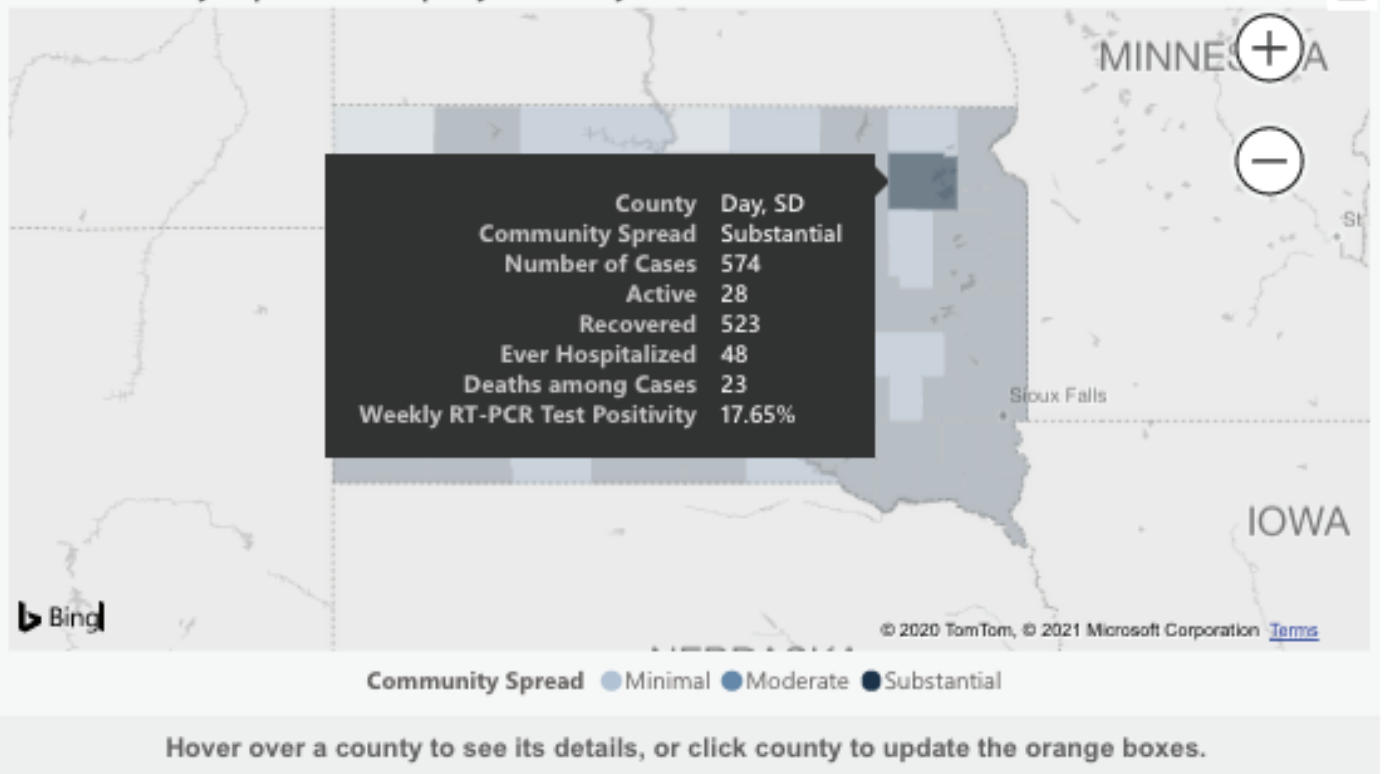 MINNES A
County Day, SD
Community Spread Substantial
Number of Cases 574
Active 28
Recovered 523
Ever Hospitalized 48
Deaths among Cases 23
Weekly RT-PCR Test Positivity 17.65%
St
Sioux Falls
IOWA
Bing
© 2020 TomTom, © 2021 Microsoft Corporation Terms
NEBRASKA
Community Spread Minimal Moderate Substantial
Hover over a county to see its details, or click county to update the orange boxes.